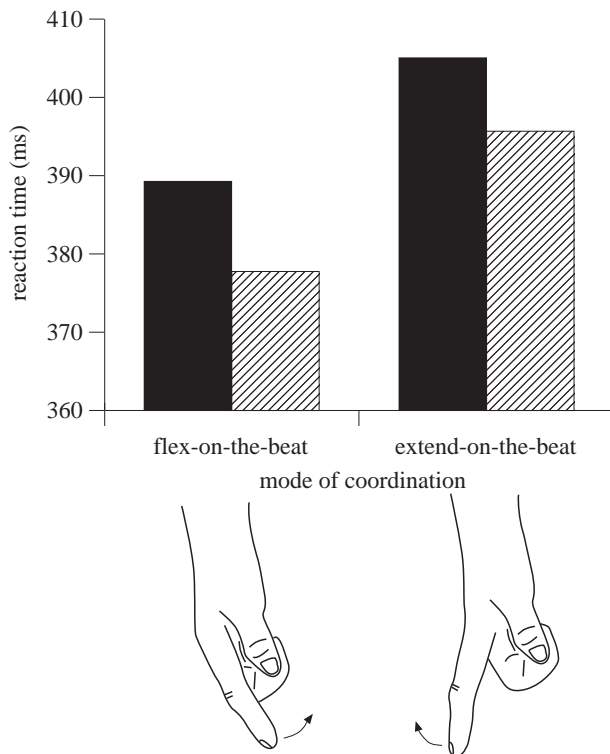 410
400
390
380
370
360
reaction time (ms)
flex-on-the-beat extend-on-the-beat
mode of coordination